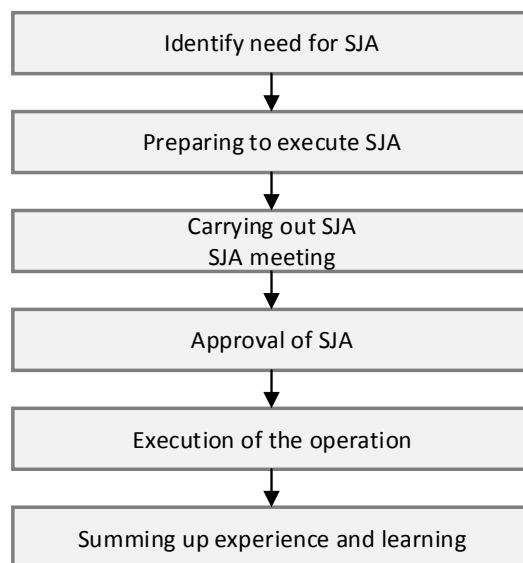 Identify need for SJA
Preparing to execute SJA
Carrying out SJA
SJA meeting
Approval of SJA
Execution of the operation
Summing up experience and learning